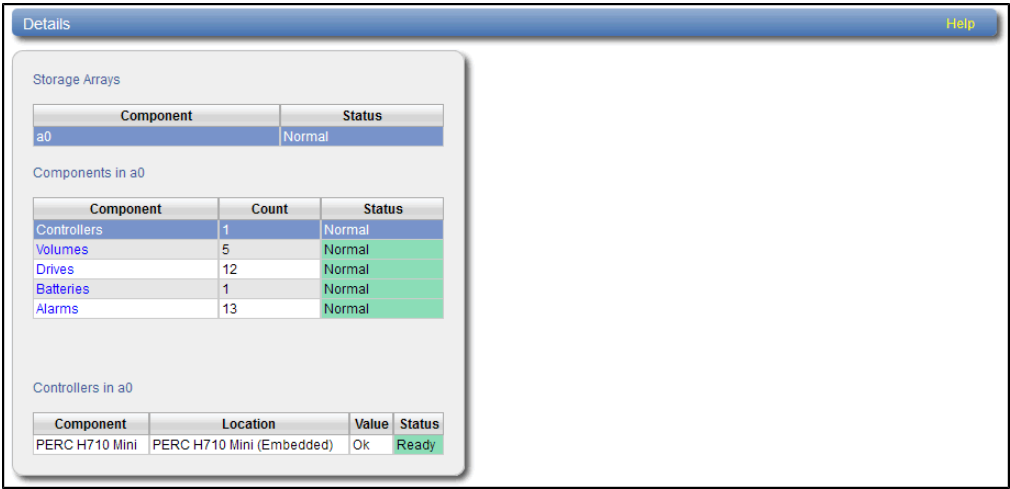 Details Help
Storage Arrays
Component Status
a0 Normal
Components in a0
Component Count Status
Controllers 1 Normal
Volumes 5 Normal
Drives 12 Normal
Batteries 1 Normal
Alarms 13 Normal
Controllers in a0
Component Location Value Status
PERC H710 Mini PERC H710 Mini (Embedded) Ok Ready